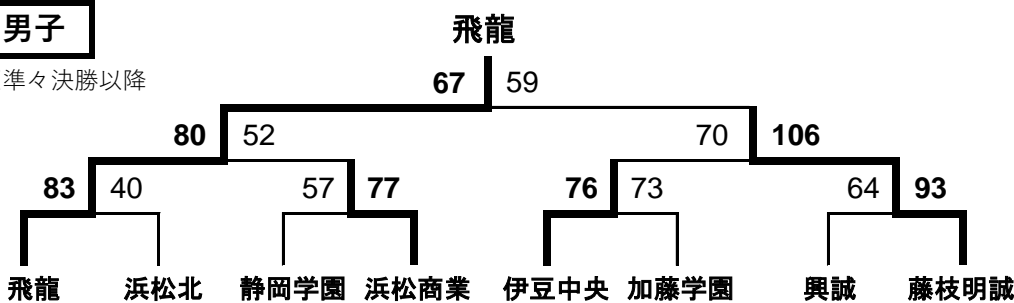 男子
飛龍
準々決勝以降
67 59
80 52 70 106
83 40 57 77 76 73 64 93
飛龍 浜松北 静岡学園 浜松商業 伊豆中央 加藤学園 興誠 藤枝明誠